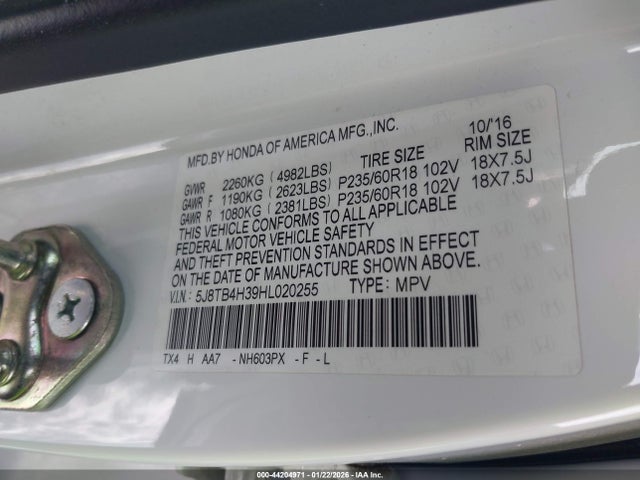 MFD.BY HONDA OF AMERICA MFG.,INC. 10/'16
GVWR 2260KG ( 4982LBS) TIRE SIZE RIM SIZE
GAWR F 1190KG ( 2623LBS) P235/60R18 102V 18X7.5J
GAWR R 1080KG ( 2381LBS) P235/60R18 102V 18X7.5J
THIS VEHICLE CONFORMS TO ALL APPLICABLE
FEDERAL MOTOR VEHICLE SAFETY
AND THEFT PREVENTION STANDARDS IN EFFECT
ON THE DATE OF MANUFACTURE SHOWN ABOVE.
V.I.N.: 5J8TB4H39HL020255 TYPE: MPV
TX4 H AA7 -NH603PX -F-L
000-44204971 - 01/22/2026 - IAAI.COM